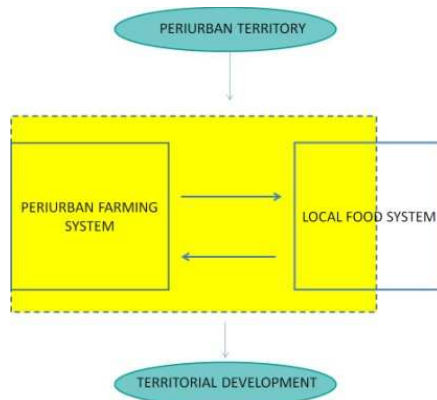 PERIURBAN TERRITORY
PERIURBAN FARMING
SYSTEM
LOCAL FOOD SYSTEM
TERRITORIAL DEVELOPMENT